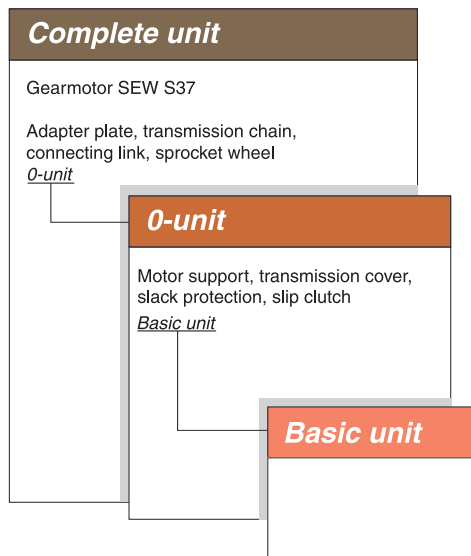 Complete unit
Gearmotor SEW S37
Adapter plate, transmission chain,
connecting link, sprocket wheel
0-unit
0-unit
Motor support, transmission cover,
slack protection, slip clutch
Basic unit
Basic unit